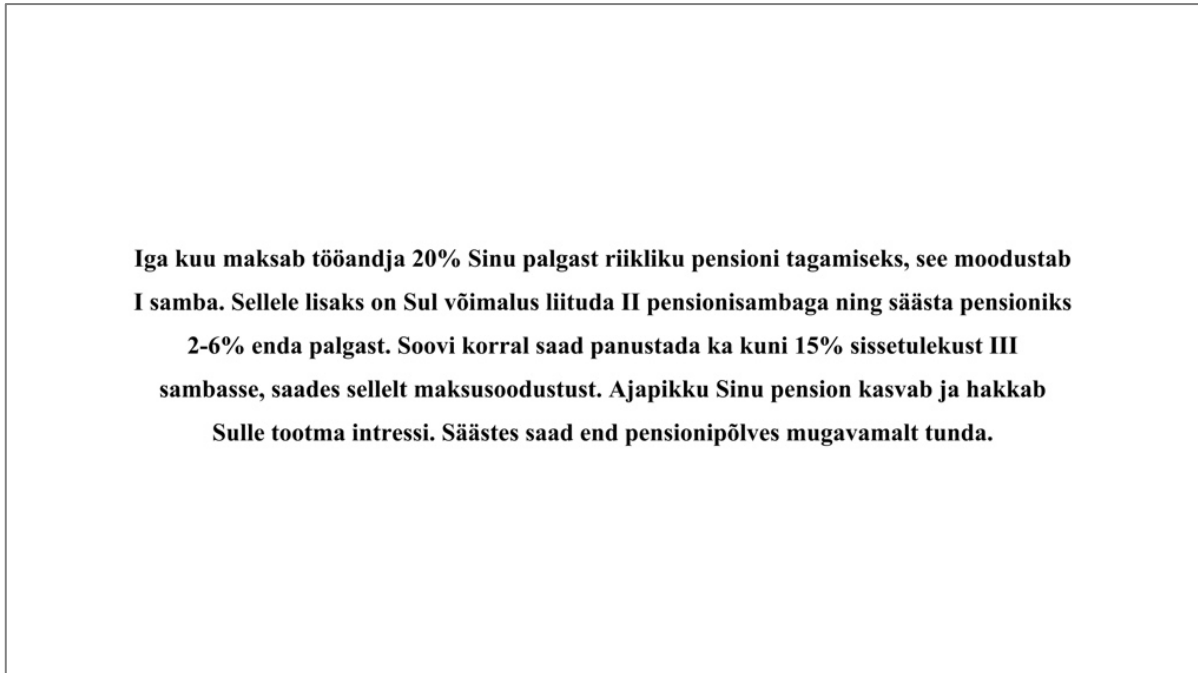 Iga kuu maksab tööandja 20% Sinu palgast riikliku pensioni tagamiseks, see moodustab
I samba. Sellele lisaks on Sul võimalus liituda II pensionisambaga ning säästa pensioniks
2-6% enda palgast. Soovi korral saad panustada ka kuni 15% sissetulekust III
sambasse, saades sellelt maksusoodustust. Ajapikku Sinu pension kasvab ja hakkab
Sulle tootma intressi. Säästes saad end pensionipõlves mugavamalt tunda.